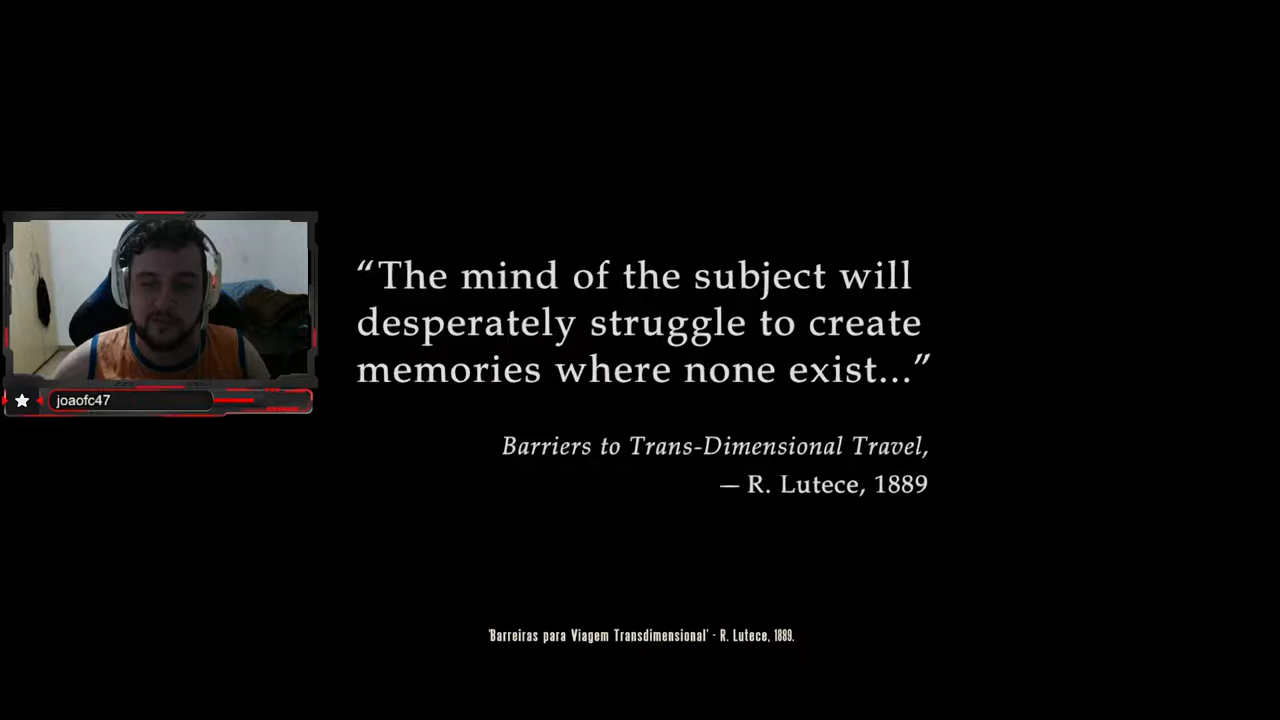 “The mind of the subject will
desperately struggle to create
memories where none exist...”
Barriers to Trans-Dimensional Travel,
— R. Lutece, 1889
joaofc47
'Barreiras para Viagem Transdimensional' - R. Lutece, 1889.